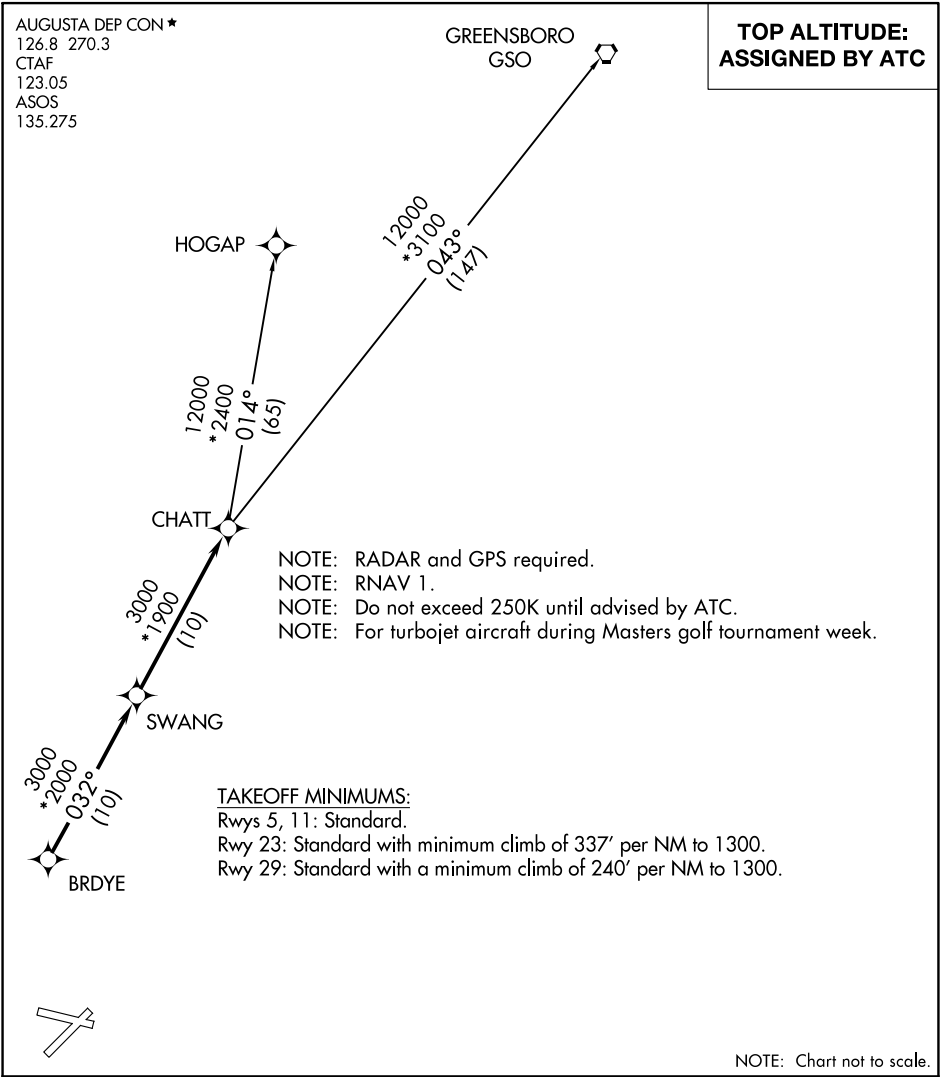 AUGUSTA DEP CON ★
126.8 270.3
CTAF
123.05
ASOS
135.275
GREENSBORO
GSO
TOP ALTITUDE:
ASSIGNED BY ATC
HOGAP
12000
*3100
043°
(147)
12000
*2400
014°
(65)
CHATT
NOTE: RADAR and GPS required.
NOTE: RNAV 1.
NOTE: Do not exceed 250K until advised by ATC.
NOTE: For turbojet aircraft during Masters golf tournament week.
3000
*1900
(10)
SWANG
3000
*2000
032°
(10)
BRDYE
TAKEOFF MINIMUMS:
Rwys 5, 11: Standard.
Rwy 23: Standard with minimum climb of 337' per NM to 1300.
Rwy 29: Standard with a minimum climb of 240' per NM to 1300.
NOTE: Chart not to scale.